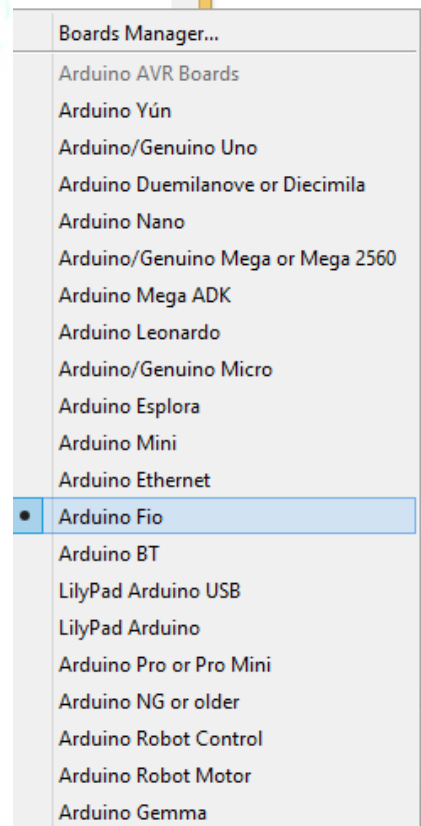 Boards Manager...
Arduino AVR Boards
Arduino Yún
Arduino/Genuino Uno
Arduino Duemilanove or Diecimila
Arduino Nano
Arduino/Genuino Mega or Mega 2560
Arduino Mega ADK
Arduino Leonardo
Arduino/Genuino Micro
Arduino Esplora
Arduino Mini
Arduino Ethernet
Arduino Fio
Arduino BT
LilyPad Arduino USB
LilyPad Arduino
Arduino Pro or Pro Mini
Arduino NG or older
Arduino Robot Control
Arduino Robot Motor
Arduino Gemma